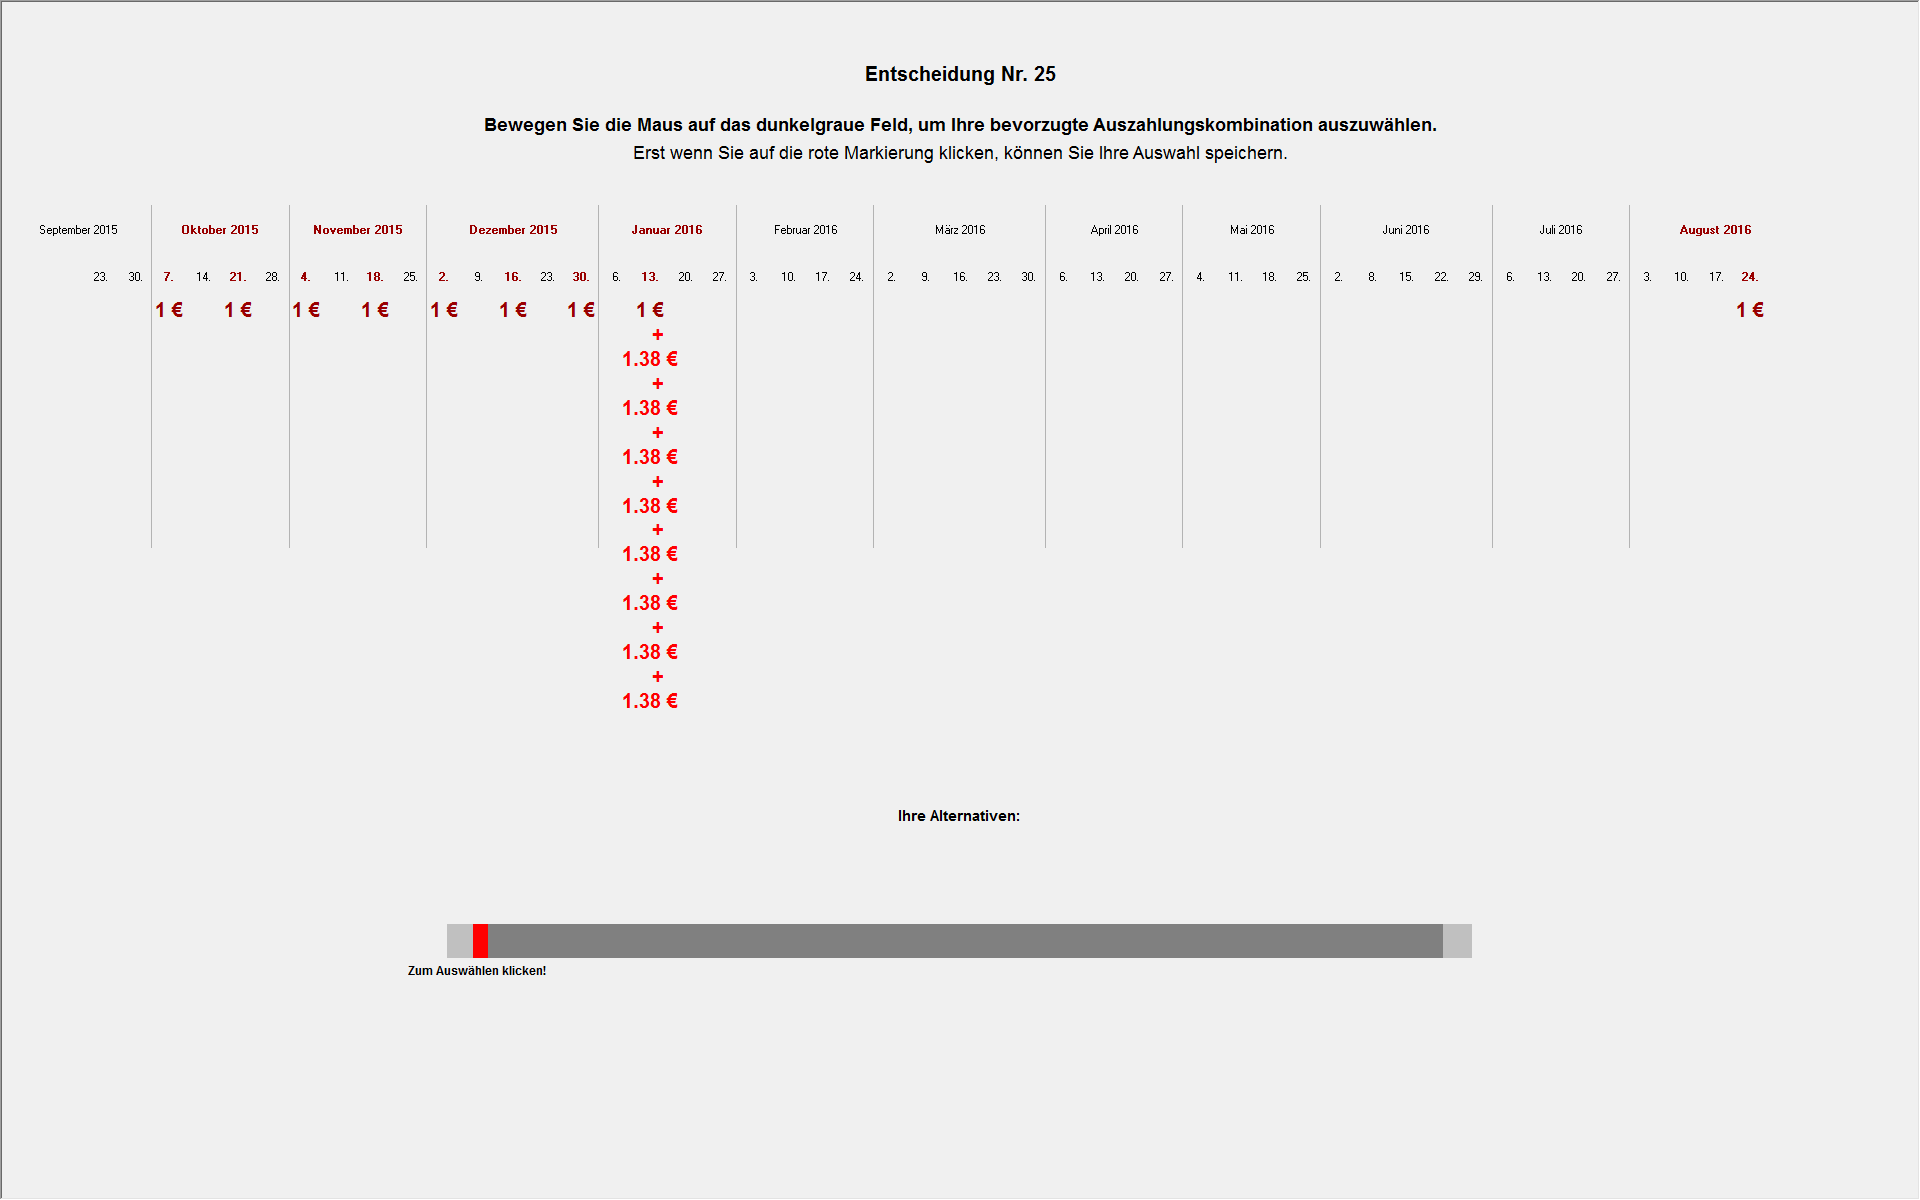 Entscheidung Nr. 25
Bewegen Sie die Maus auf das dunkelgraue Feld, um Ihre bevorzugte Auszahlungskombination auszuwählen.
Erst wenn Sie auf die rote Markierung klicken, können Sie Ihre Auswahl speichern.
September 2015 Oktober 2015 November 2015 Dezember 2015 Januar 2016 Februar 2016 März 2016 April 2016 Mai 2016 Juni 2016 Juli 2016 August 2016
23. 30. 7. 14. 21. 28. 4. 11. 18. 25. 2. 9. 16. 23. 30. 6. 13. 20. 27. 3. 10. 17. 24. 2. 9. 16. 23. 30. 6. 13. 20. 27. 4. 11. 18. 25. 2. 8. 15. 22. 29. 6. 13. 20. 27. 3. 10. 17. 24.
1 € 1 € 1 € 1 € 1 € 1 € 1 € 1 € 1 €
+
1.38 €
+
1.38 €
+
1.38 €
+
1.38 €
+
1.38 €
+
1.38 €
+
1.38 €
+
1.38 €
Ihre Alternativen:
Zum Auswählen klicken!